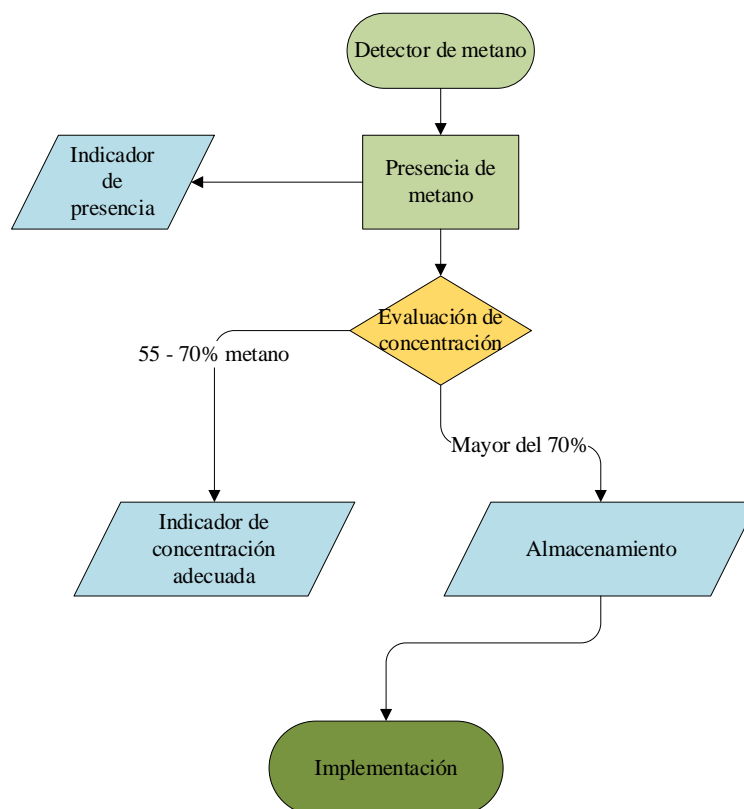 Detector de metano
Indicador
de
presencia
Presencia de
metano
Evaluación de
concentración
55 - 70% metano
Mayor del 70%
Indicador de
concentración
adecuada
Almacenamiento
Implementación